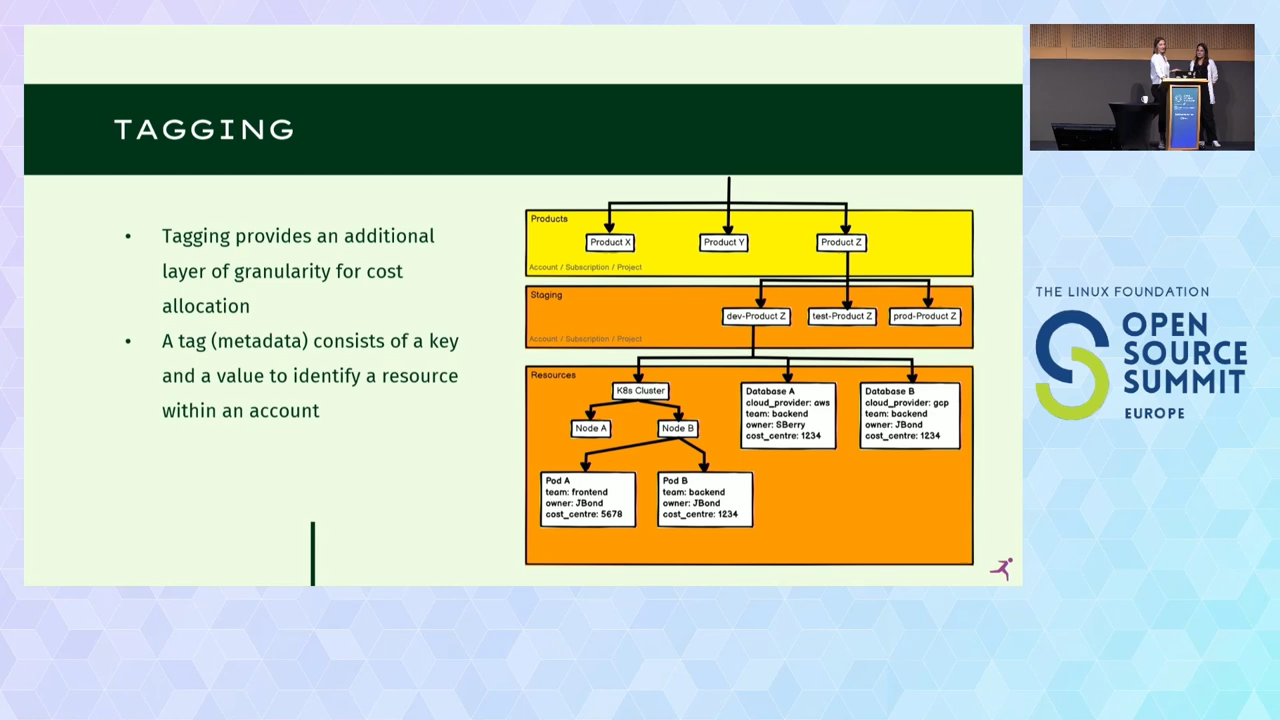 TAGGING
• Tagging provides an additional
layer of granularity for cost
allocation
• A tag (metadata) consists of a key
and a value to identify a resource
within an account
Products
Product X
Product Y
Product Z
Account / Subscription / Project
Staging
dev-Product Z
test-Product Z
prod-Product Z
Account / Subscription / Project
Resources
K8s Cluster
Node A
Node B
Database A
cloud_provider: aws
team: backend
owner: SBerry
cost_centre: 1234
Database B
cloud_provider: gcp
team: backend
owner: JBond
cost_centre: 1234
Pod A
team: frontend
owner: JBond
cost_centre: 5678
Pod B
team: backend
owner: JBond
cost_centre: 1234
THE LINUX FOUNDATION
OPEN
SOURCE
SUMMIT
EUROPE